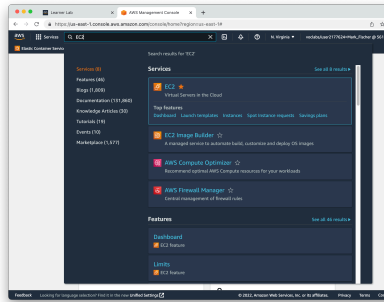 Learner Lab
AWS Management Console
us-east-1.console.aws.amazon.com/console/home?region=us-east-1#
aws
Services
EC2
N. Virginia
Search results for 'EC2'
Services (8)
Features (46)
Blogs (1,800)
Documentation (131,860)
Knowledge Articles (30)
Tutorials (19)
Events (10)
Marketplace (1,577)
Services
See all 8 results
EC2
Virtual Servers in the Cloud
Top features
Dashboard
Launch templates
Instances
Spot Instance requests
Savings plans
EC2 Image Builder
A managed service to automate build, customize and deploy OS images
AWS Compute Optimizer
Recommend optimal AWS Compute resources for your workloads
AWS Firewall Manager
Central management of firewall rules
Features
See all 46 results
Dashboard
EC2 feature
Limits
EC2 feature
Feedback
Looking for language selection? Find it in the new Unified Settings
© 2022, Amazon Web Services, Inc. or its affiliates.
Privacy
Terms